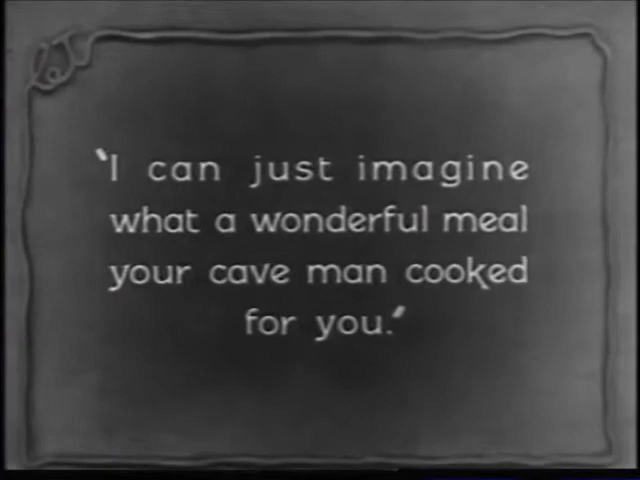 "I can just imagine
what a wonderful meal
your cave man cooked
for you."